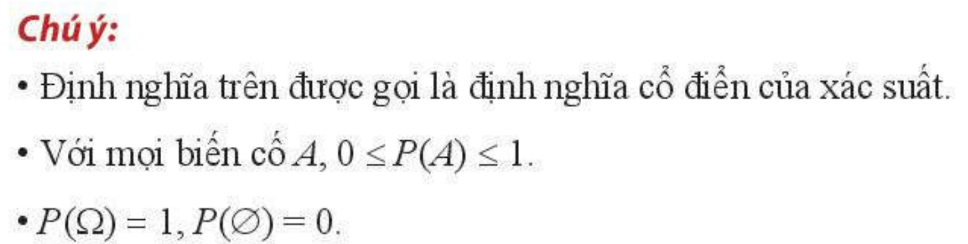 Chú ý:
• Định nghĩa trên được gọi là định nghĩa cổ điển của xác suất.
• Với mọi biến cố A, 0 ≤ P(A) ≤ 1.
• P(Ω) = 1, P(∅) = 0.